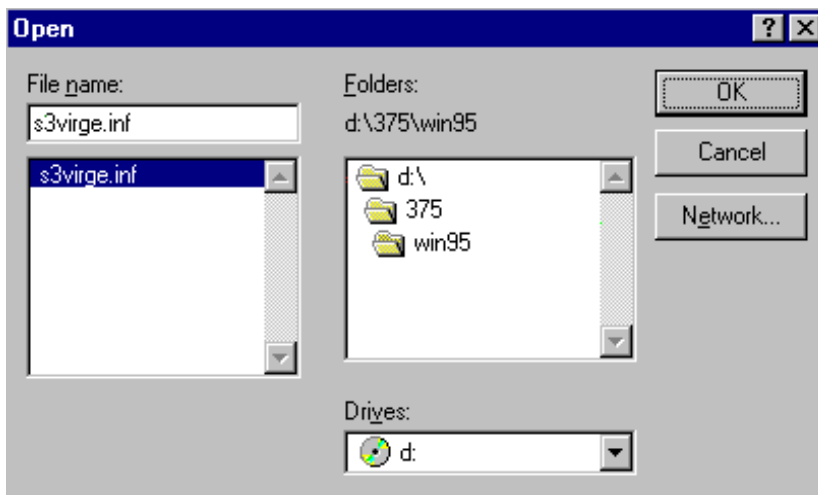 Open
File name:
s3virge.inf
s3virge.inf
Folders:
d:\375\win95
d:\
375
win95
Drives:
d:
OK
Cancel
Network...